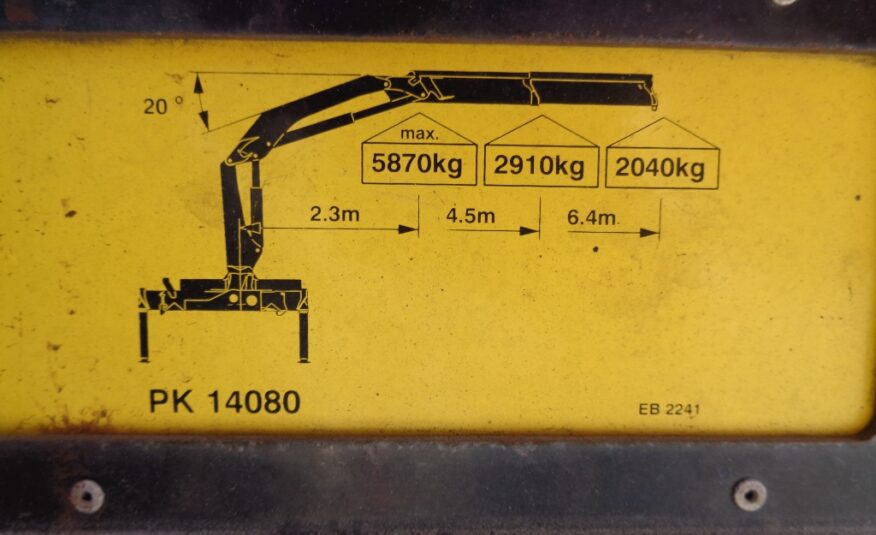 20°
max.
5870kg 2910kg 2040kg
2.3m 4.5m 6.4m
PK 14080
EB 2241